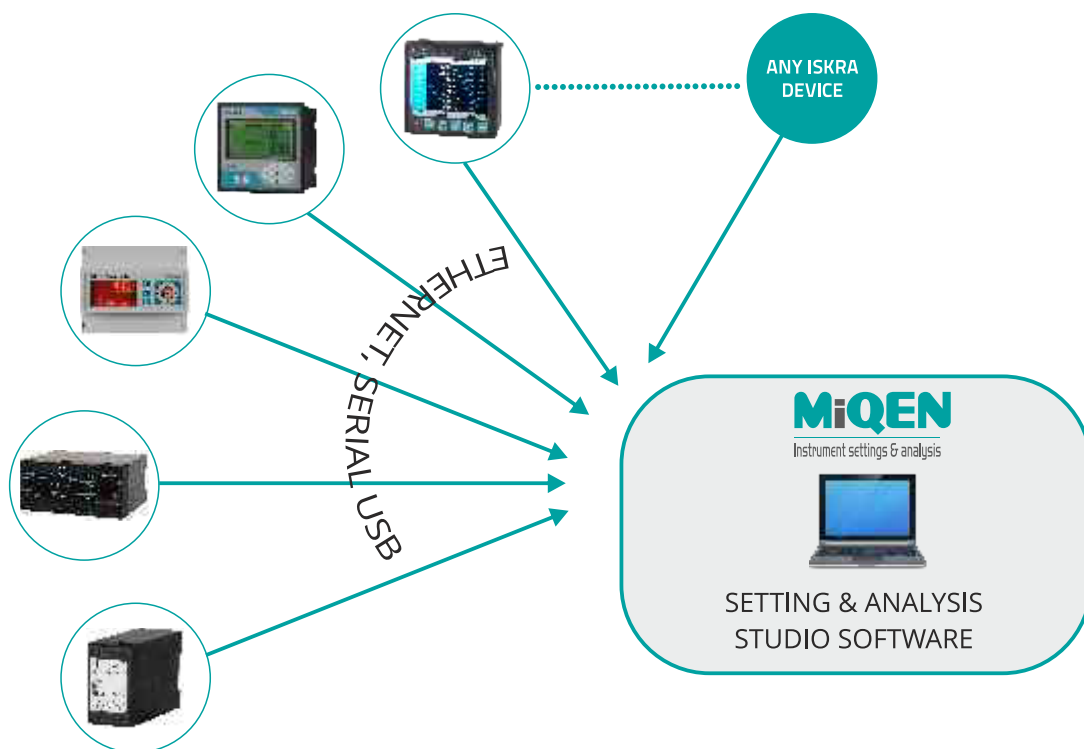 ANY ISKRA
DEVICE
ETHERNET, SERIAL USB
MiQEN
Instrument settings & analysis
SETTING & ANALYSIS
STUDIO SOFTWARE